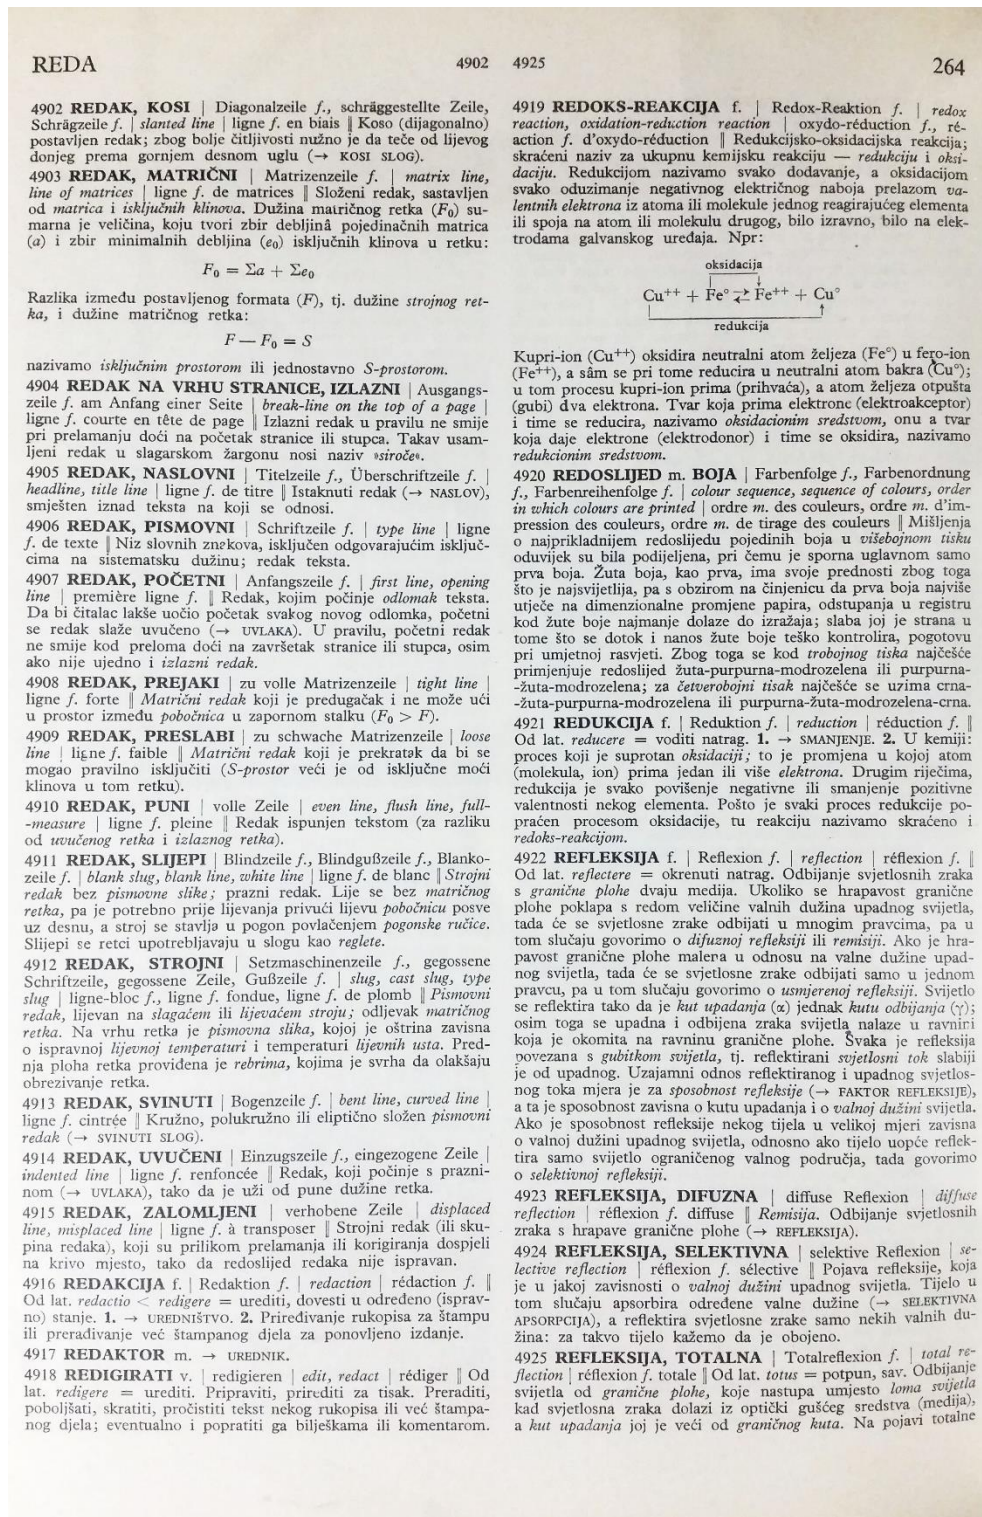 REDA
4902 4925
264
4902 REDAK, KOSI | Diagonalzeile f., schräggestellte Zeile,
Schrägzeile f. | slanted line | ligne f. en biais || Koso (dijagonalno)
postavljen redak; zbog bolje čitljivosti nužno je da teče od lijevog
donjeg prema gornjem desnom uglu (→ KOSI SLOG).
4903 REDAK, MATRIČNI | Matrizenzeile f. | matrix line,
line of matrices | ligne f. de matrices || Složeni redak, sastavljen
od matrica i isključnih klinova. Dužina matričnog retka (F₀) su-
marna je veličina, koju tvori zbir debljinâ pojedinačnih matrica
(a) i zbir minimalnih debljina (e₀) isključnih klinova u retku:
F₀ = Σa + Σe₀
Razlika između postavljenog formata (F), tj. dužine strojnog ret-
ka, i dužine matričnog retka:
F — F₀ = S
nazivamo isključnim prostorom ili jednostavno S-prostorom.
4904 REDAK NA VRHU STRANICE, IZLAZNI | Ausgangs-
zeile f. am Anfang einer Seite | break-line on the top of a page |
ligne f. courte en tête de page || Izlazni redak u pravilu ne smije
pri prelamanju doći na početak stranice ili stupca. Takav usam-
ljeni redak u slagarskom žargonu nosi naziv »siroče«.
4905 REDAK, NASLOVNI | Titelzeile f., Überschriftzeile f. |
headline, title line | ligne f. de titre || Istaknuti redak (→ NASLOV),
smješten iznad teksta na koji se odnosi.
4906 REDAK, PISMOVNI | Schriftzeile f. | type line | ligne
f. de texte || Niz slovnih znakova, isključen odgovarajućim isključ-
cima na sistematsku dužinu; redak teksta.
4907 REDAK, POČETNI | Anfangszeile f. | first line, opening
line | première ligne f. || Redak, kojim počinje odlomak teksta.
Da bi čitalac lakše uočio početak svakog novog odlomka, početni
se redak slaže uvučeno (→ UVLAKA). U pravilu, početni redak
ne smije kod preloma doći na završetak stranice ili stupca, osim
ako nije ujedno i izlazni redak.
4908 REDAK, PREJAKI | zu volle Matrizenzeile | tight line |
ligne f. forte || Matrični redak koji je predugačak i ne može ući
u prostor između pobočnica u zapornom stalku (F₀ > F).
4909 REDAK, PRESLABI | zu schwache Matrizenzeile | loose
line | ligne f. faible || Matrični redak koji je prekratak da bi se
mogao pravilno isključiti (S-prostor veći je od isključne moći
klinova u tom retku).
4910 REDAK, PUNI | volle Zeile | even line, flush line, full-
-measure | ligne f. pleine || Redak ispunjen tekstom (za razliku
od uvučenog retka i izlaznog retka).
4911 REDAK, SLIJEPI | Blindzeile f., Blindgußzeile f., Blanko-
zeile f. | blank slug, blank line, white line | ligne f. de blanc || Strojni
redak bez pismovne slike; prazni redak. Lije se bez matričnog
retka, pa je potrebno prije lijevanja privući lijevu pobočnicu posve
uz desnu, a stroj se stavlja u pogon povlačenjem pogonske ručice.
Slijepi se retci upotrebljavaju u slogu kao reglete.
4912 REDAK, STROJNI | Setzmaschinenzeile f., gegossene
Schriftzeile, gegossene Zeile, Gußzeile f. | slug, cast slug, type
slug | ligne-bloc f., ligne f. fondue, ligne f. de plomb || Pismovni
redak, lijevan na slagaćem ili lijevaćem stroju; odljevak matričnog
retka. Na vrhu retka je pismovna slika, kojoj je oštrina zavisna
o ispravnoj lijevnoj temperaturi i temperaturi lijevnih usta. Pred-
nja ploha retka providena je rebrima, kojima je svrha da olakšaju
obrezivanje retka.
4913 REDAK, SVINUTI | Bogenzeile f. | bent line, curved line |
ligne f. cintrée || Kružno, polukružno ili eliptično složen pismovni
redak (→ SVINUTI SLOG).
4914 REDAK, UVUČENI | Einzugszeile f., eingezogene Zeile |
indented line | ligne f. renfoncée || Redak, koji počinje s prazni-
nom (→ UVLAKA), tako da je uži od pune dužine retka.
4915 REDAK, ZALOMLJENI | verhobene Zeile | displaced
line, misplaced line | ligne f. à transposer || Strojni redak (ili sku-
pina redaka), koji su prilikom prelamanja ili korigiranja dospjeli
na krivo mjesto, tako da redoslijed redaka nije ispravan.
4916 REDAKCIJA f. | Redaktion f. | redaction | rédaction f. ||
Od lat. redactio < redigere = urediti, dovesti u određeno (isprav-
no) stanje. 1. → UREDNIŠTVO. 2. Priređivanje rukopisa za štampu
ili prerađivanje već štampanog djela za ponovljeno izdanje.
4917 REDAKTOR m. → UREDNIK.
4918 REDIGIRATI v. | redigieren | edit, redact | rédiger || Od
lat. redigere = urediti. Pripraviti, prirediti za tisak. Preraditi,
poboljšati, skratiti, pročistiti tekst nekog rukopisa ili već štampa-
nog djela; eventualno i popratiti ga bilješkama ili komentarom.
4919 REDOKS-REAKCIJA f. | Redox-Reaktion f. | redox
reaction, oxidation-reduction reaction | oxydo-réduction f., ré-
action f. d'oxydo-réduction || Redukcijsko-oksidacijska reakcija;
skraćeni naziv za ukupnu kemijsku reakciju — redukciju i oksi-
daciju. Redukcijom nazivamo svako dodavanje, a oksidacijom
svako oduzimanje negativnog električnog naboja prelazom va-
lentnih elektrona iz atoma ili molekule jednog reagirajućeg elementa
ili spoja na atom ili molekulu drugog, bilo izravno, bilo na elek-
trodama galvanskog uređaja. Npr:
oksidacija
Cu⁺⁺ + Fe° ⇄ Fe⁺⁺ + Cu°
redukcija
Kupri-ion (Cu⁺⁺) oksidira neutralni atom željeza (Fe°) u fero-ion
(Fe⁺⁺), a sâm se pri tome reducira u neutralni atom bakra (Cu°);
u tom procesu kupri-ion prima (prihvaća), a atom željeza otpušta
(gubi) dva elektrona. Tvar koja prima elektrone (elektroakceptor)
i time se reducira, nazivamo oksidacionim sredstvom, onu a tvar
koja daje elektrone (elektrodonor) i time se oksidira, nazivamo
redukcionim sredstvom.
4920 REDOSLIJED m. BOJA | Farbenfolge f., Farbenordnung
f., Farbenreihenfolge f. | colour sequence, sequence of colours, order
in which colours are printed | ordre m. des couleurs, ordre m. d'im-
pression des couleurs, ordre m. de tirage des couleurs || Mišljenja
o najprikladnijem redoslijedu pojedinih boja u višebojnom tisku
oduvijek su bila podijeljena, pri čemu je sporna uglavnom samo
prva boja. Žuta boja, kao prva, ima svoje prednosti zbog toga
što je najsvijetlija, pa s obzirom na činjenicu da prva boja najviše
utječe na dimenzionalne promjene papira, odstupanja u registru
kod žute boje najmanje dolaze do izražaja; slaba joj je strana u
tome što se dotok i nanos žute boje teško kontrolira, pogotovu
pri umjetnoj rasvjeti. Zbog toga se kod trobojnog tiska najčešće
primjenjuje redoslijed žuta-purpurna-modrozelena ili purpurna-
-žuta-modrozelena; za četverobojni tisak najčešće se uzima crna-
-žuta-purpurna-modrozelena ili purpurna-žuta-modrozelena-crna.
4921 REDUKCIJA f. | Reduktion f. | reduction | réduction f. ||
Od lat. reducere = voditi natrag. 1. → SMANJENJE. 2. U kemiji:
proces koji je suprotan oksidaciji; to je promjena u kojoj atom
(molekula, ion) prima jedan ili više elektrona. Drugim riječima,
redukcija je svako povišenje negativne ili smanjenje pozitivne
valentnosti nekog elementa. Pošto je svaki proces redukcije po-
praćen procesom oksidacije, tu reakciju nazivamo skraćeno i
redoks-reakcijom.
4922 REFLEKSIJA f. | Reflexion f. | reflection | réflexion f. ||
Od lat. reflectere = okrenuti natrag. Odbijanje svjetlosnih zraka
s granične plohe dvaju medija. Ukoliko se hrapavost granične
plohe poklapa s redom veličine valnih dužina upadnog svijetla,
tada će se svjetlosne zrake odbijati u mnogim pravcima, pa u
tom slučaju govorimo o difuznoj refleksiji ili remisiji. Ako je hra-
pavost granične plohe malena u odnosu na valne dužine upad-
nog svijetla, tada će se svjetlosne zrake odbijati samo u jednom
pravcu, pa u tom slučaju govorimo o usmjerenoj refleksiji. Svijetlo
se reflektira tako da je kut upadanja (α) jednak kutu odbijanja (γ);
osim toga se upadna i odbijena zraka svijetla nalaze u ravnini
koja je okomita na ravninu granične plohe. Svaka je refleksija
povezana s gubitkom svijetla, tj. reflektirani svjetlosni tok slabiji
je od upadnog. Uzajamni odnos reflektiranog i upadnog svjetlos-
nog toka mjera je za sposobnost refleksije (→ FAKTOR REFLEKSIJE),
a ta je sposobnost zavisna o kutu upadanja i o valnoj dužini svijetla.
Ako je sposobnost refleksije nekog tijela u velikoj mjeri zavisna
o valnoj dužini upadnog svijetla, odnosno ako tijelo uopće reflek-
tira samo svijetlo ograničenog valnog područja, tada govorimo
o selektivnoj refleksiji.
4923 REFLEKSIJA, DIFUZNA | diffuse Reflexion | diffuse
reflection | réflexion f. diffuse || Remisija. Odbijanje svjetlosnih
zraka s hrapave granične plohe (→ REFLEKSIJA).
4924 REFLEKSIJA, SELEKTIVNA | selektive Reflexion | se-
lective reflection | réflexion f. sélective || Pojava refleksije, koja
je u jakoj zavisnosti o valnoj dužini upadnog svijetla. Tijelo u
tom slučaju apsorbira određene valne dužine (→ SELEKTIVNA
APSORPCIJA), a reflektira svjetlosne zrake samo nekih valnih du-
žina: za takvo tijelo kažemo da je obojeno.
4925 REFLEKSIJA, TOTALNA | Totalreflexion f. | total re-
flection | réflexion f. totale || Od lat. totus = potpun, sav. Odbijanje
svijetla od granične plohe, koje nastupa umjesto loma svijetla
kad svjetlosna zraka dolazi iz optički gušćeg sredstva (medija),
a kut upadanja joj je veći od graničnog kuta. Na pojavi totalne